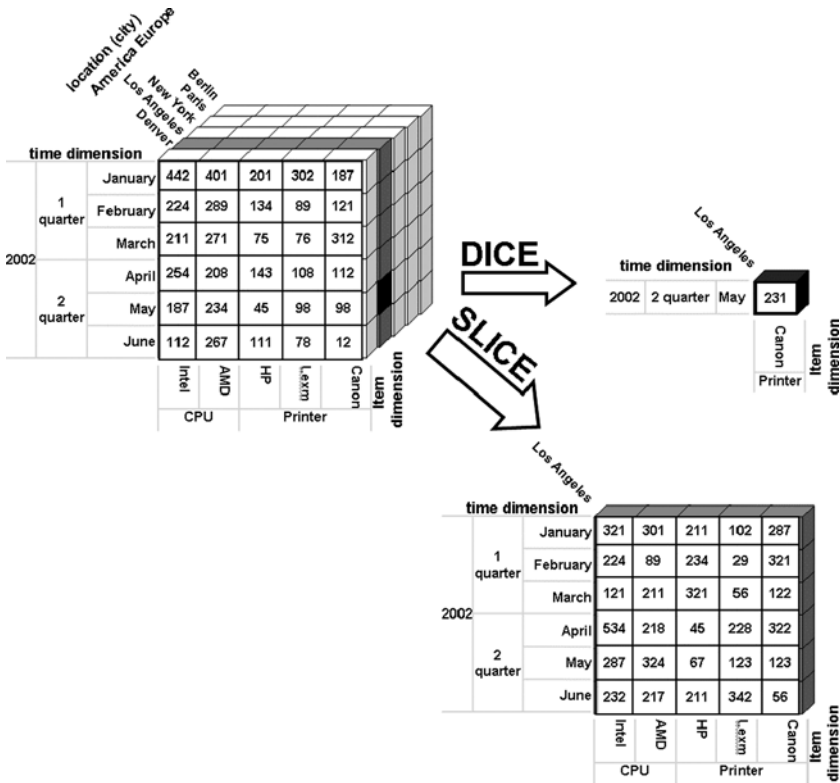 location (city)
America Europe
Berlin
Paris
New York
Los Angeles
Denver
time dimension
January 442 401 201 302 187
1 quarter
February 224 289 134 89 121
March 211 271 75 76 312
2002
April 254 208 143 108 112
2 quarter
May 187 234 45 98 98
June 112 267 111 78 12
Intel AMD HP Lexm Canon
CPU Printer
Item dimension
DICE
SLICE
Los Angeles
time dimension
2002 2 quarter May 231
Canon
Printer
Item dimension
Los Angeles
time dimension
January 321 301 211 102 287
1 quarter
February 224 89 234 29 321
March 121 211 321 56 122
2002
April 534 218 45 228 322
2 quarter
May 287 324 67 123 123
June 232 217 211 342 56
Intel AMD HP Lexm Canon
CPU Printer
Item dimension